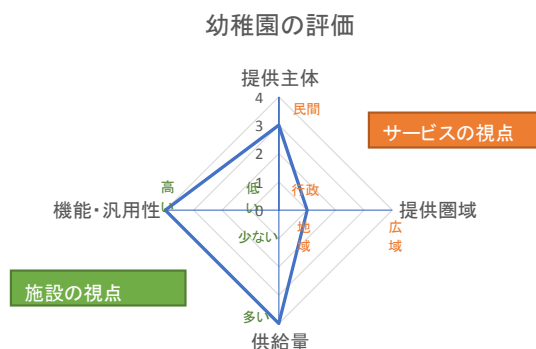 幼稚園の評価
提供主体
4
民間
3
サービスの視点
2
高い
低い
1
行政
機能・汎用性
0
提供圏域
地域
広域
少ない
施設の視点
多い
供給量